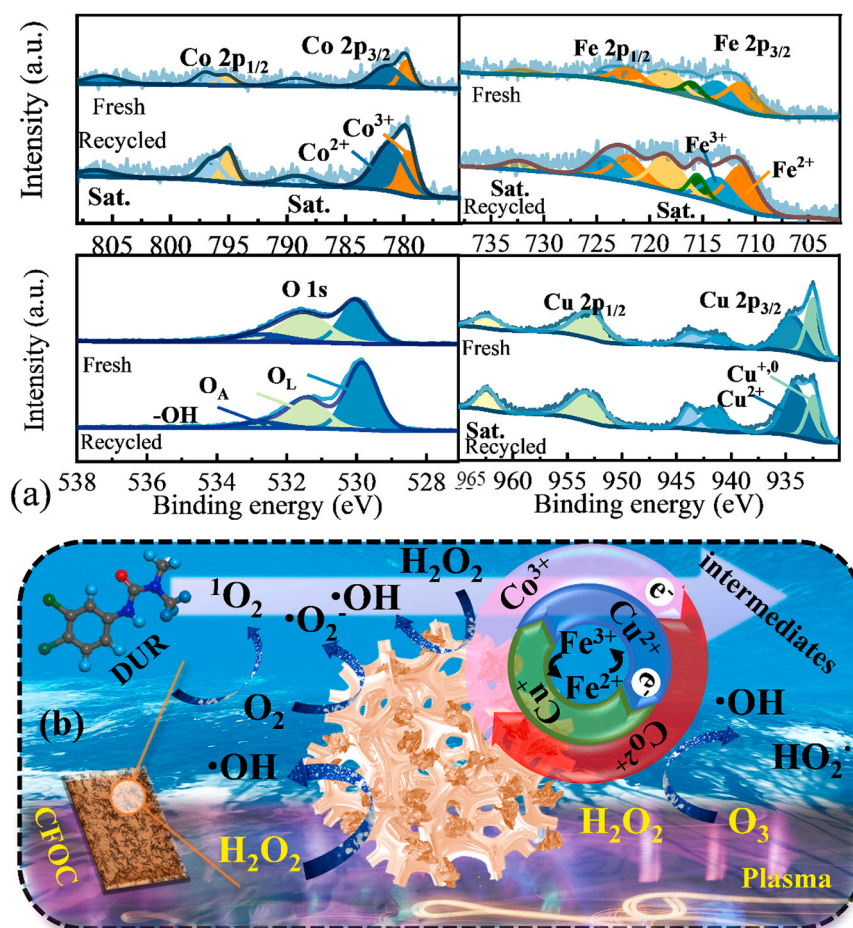 Intensity (a.u.)
Co 2p1/2
Co 2p3/2
Fresh
Recycled
Co2+
Co3+
Sat.
Sat.
805 800 795 790 785 780
Fe 2p1/2
Fe 2p3/2
Fresh
Fe3+
Fe2+
Sat.
Sat.
Recycled
735 730 724 718 715 710 705
Intensity (a.u.)
O 1s
Fresh
OA
OL
-OH
Recycled
538 536 534 532 530 528
Binding energy (eV)
Cu 2p1/2
Cu 2p3/2
Fresh
Cu+,0
Cu2+
Sat.
Recycled
965 960 955 950 945 940 935
Binding energy (eV)
(a)
DUR
1O2
•O2-
•OH
H2O2
Co3+
e-
intermediates
Cu2+
Fe3+
Fe2+
e-
Cu+
Co2+
(b)
O2
•OH
•OH
HO2•
CFOC
H2O2
H2O2
O3
Plasma